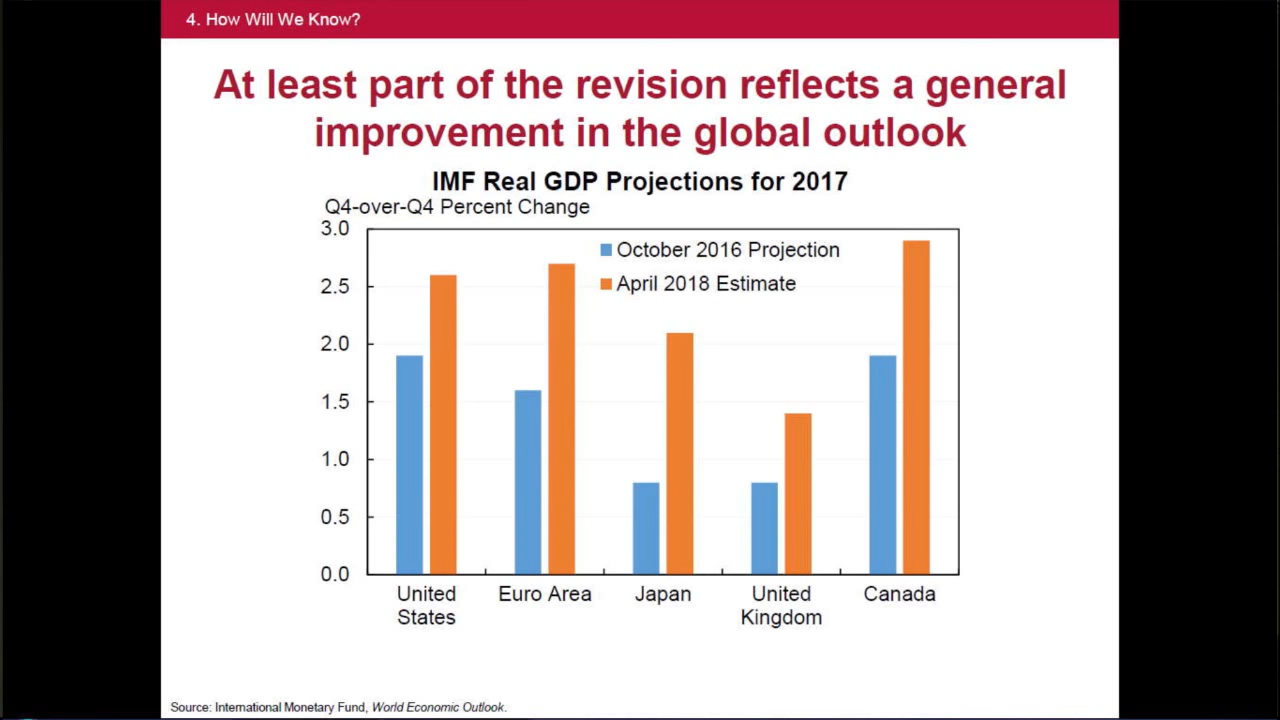 4. How Will We Know?
At least part of the revision reflects a general
improvement in the global outlook
IMF Real GDP Projections for 2017
Q4-over-Q4 Percent Change
3.0
2.5
2.0
1.5
1.0
0.5
0.0
October 2016 Projection
April 2018 Estimate
United
States
Euro Area
Japan
United
Kingdom
Canada
Source: International Monetary Fund, World Economic Outlook.